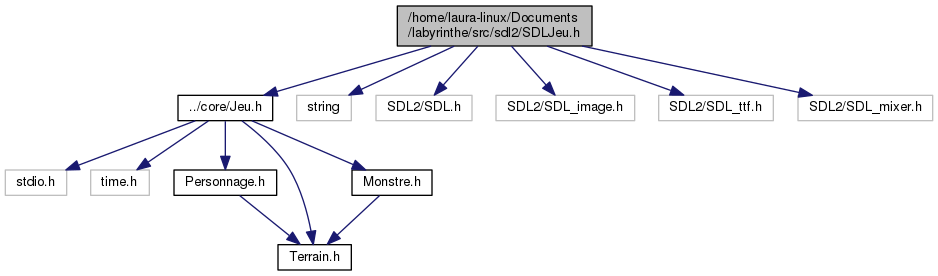 /home/laura-linux/Documents
/labyrinthe/src/sdl2/SDLJeu.h
../core/Jeu.h
string
SDL2/SDL.h
SDL2/SDL_image.h
SDL2/SDL_ttf.h
SDL2/SDL_mixer.h
stdio.h
time.h
Personnage.h
Monstre.h
Terrain.h